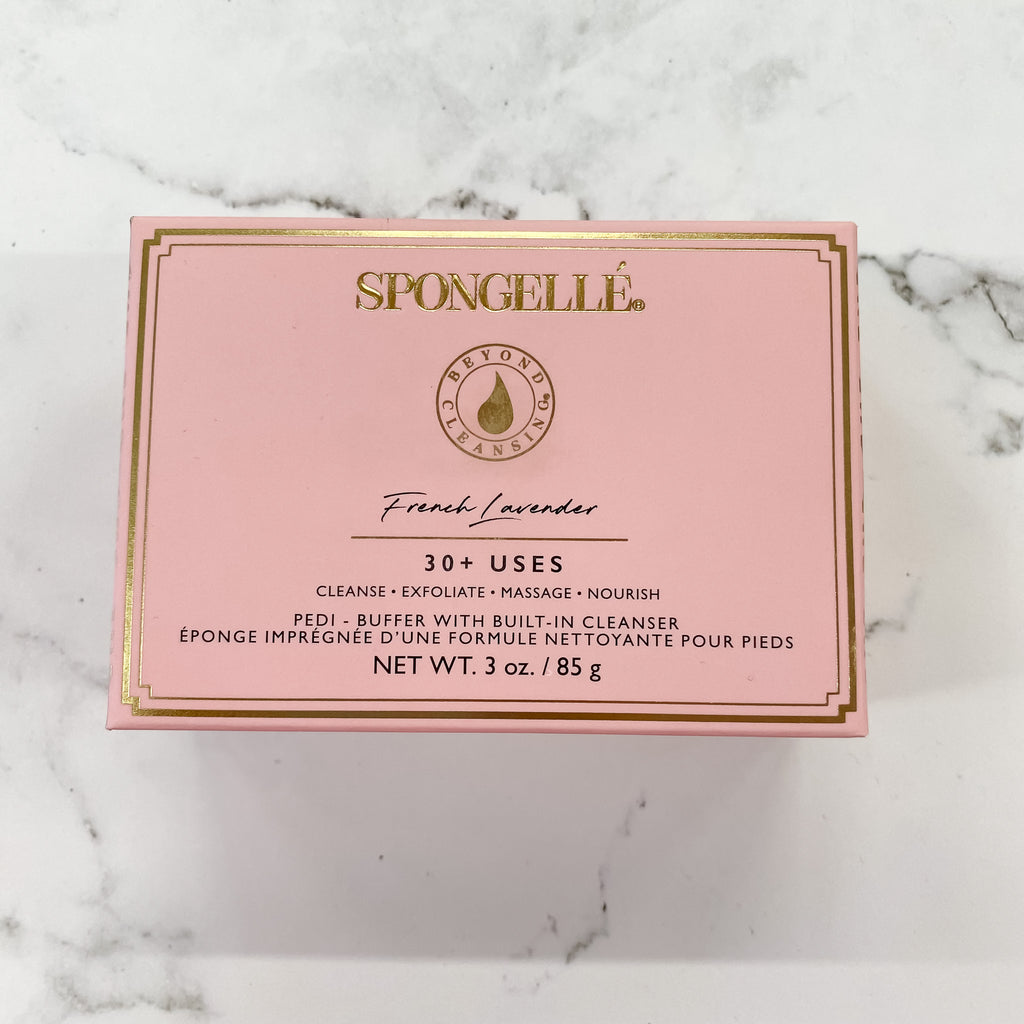 SPONGELLÉ®
BEYOND
CLEANSING®
French Lavender
30+ USES
CLEANSE • EXFOLIATE • MASSAGE • NOURISH
PEDI - BUFFER WITH BUILT-IN CLEANSER
ÉPONGE IMPRÉGNÉE D'UNE FORMULE NETTOYANTE POUR PIEDS
NET WT. 3 oz. / 85 g